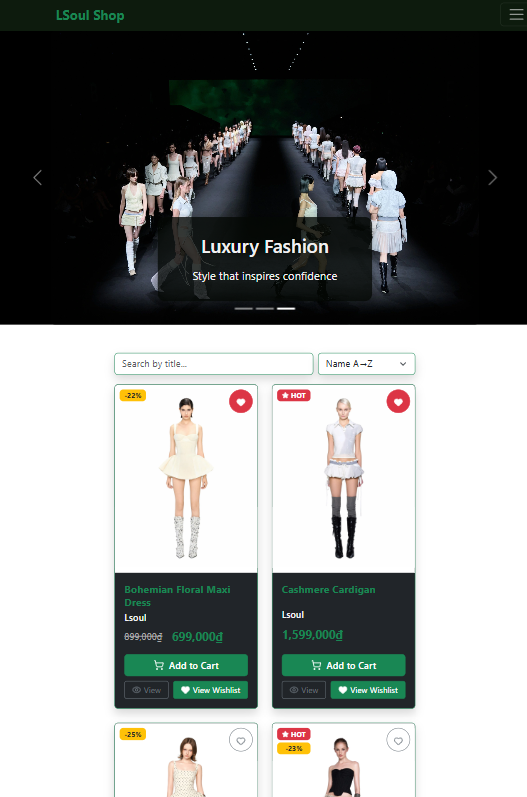 LSoul Shop
Luxury Fashion
Style that inspires confidence
Search by title...
Name A→Z
-22%
HOT
Bohemian Floral Maxi
Dress
Lsoul
899,000₫ 699,000₫
Add to Cart
View
View Wishlist
Cashmere Cardigan
Lsoul
1,599,000₫
Add to Cart
View
View Wishlist
-25%
HOT
-23%